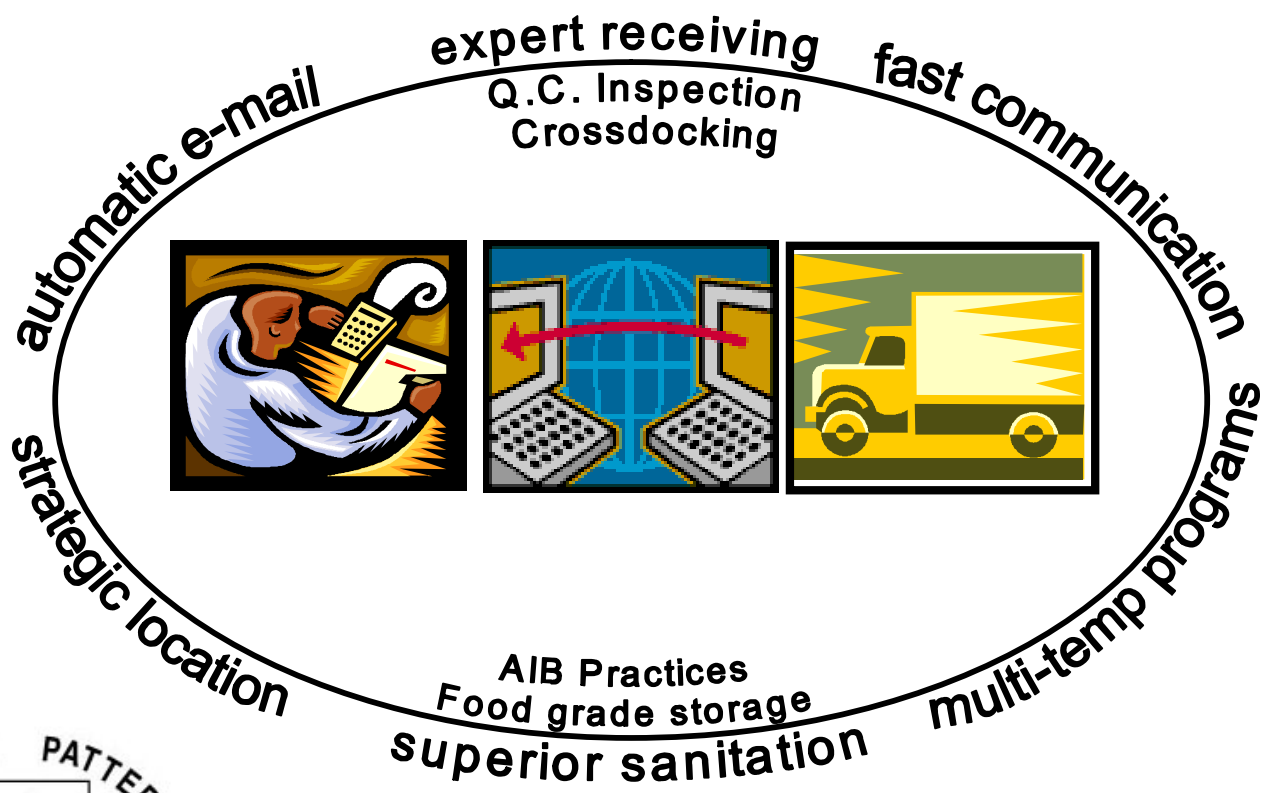 expert receiving
fast communication
automatic e-mail
Q.C. Inspection
Crossdocking
strategic location
multi-temp programs
AIB Practices
Food grade storage
superior sanitation